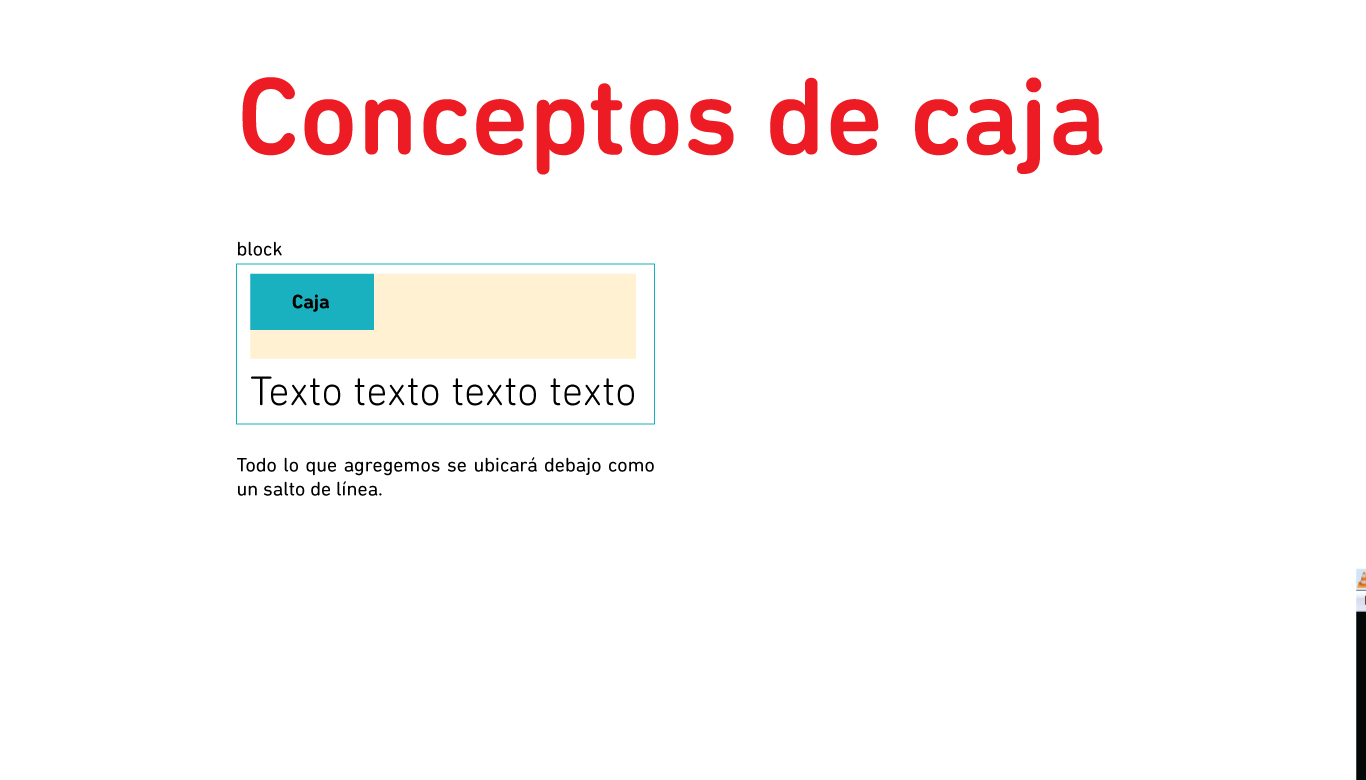 Conceptos de caja
block
Caja
Texto texto texto texto
Todo lo que agregemos se ubicará debajo como
un salto de línea.